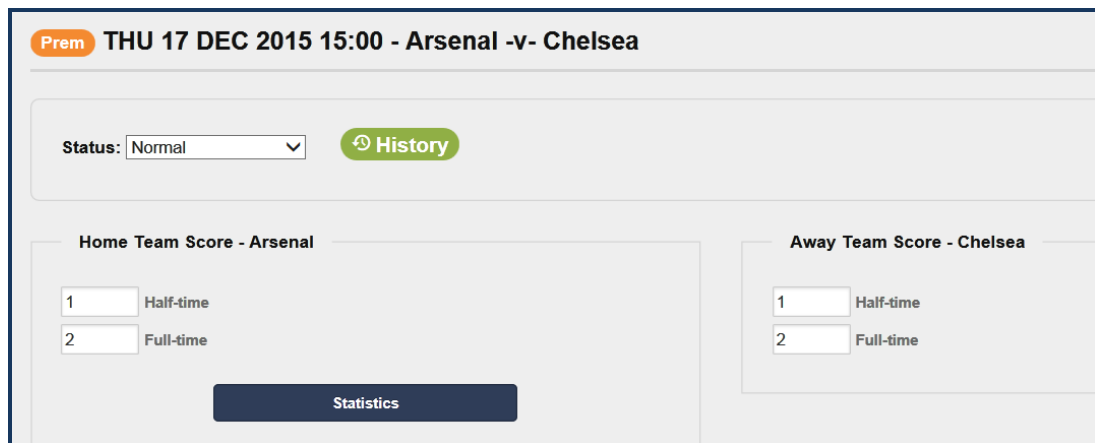 Prem THU 17 DEC 2015 15:00 - Arsenal -v- Chelsea
Status: Normal History
Home Team Score - Arsenal
1 Half-time
2 Full-time
Statistics
Away Team Score - Chelsea
1 Half-time
2 Full-time